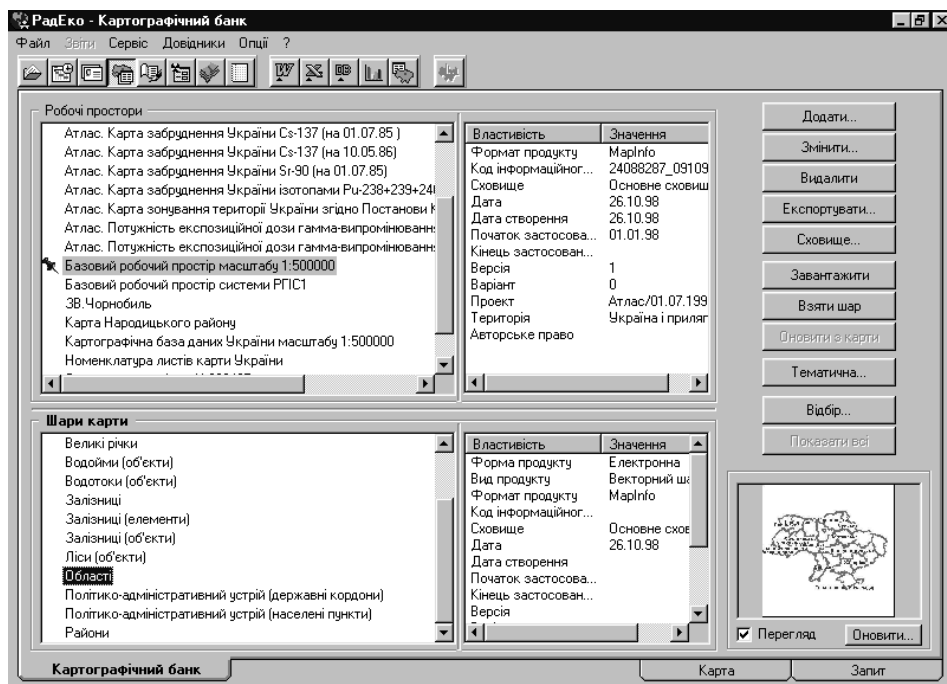 РадЕко - Картографічний банк
Файл Звіти Сервіс Довідники Опції ?
Робочі простори
Атлас. Карта забруднення України Cs-137 (на 01.07.85 )
Атлас. Карта забруднення України Cs-137 (на 10.05.86)
Атлас. Карта забруднення України Sr-90 (на 01.07.85)
Атлас. Карта забруднення України ізотопами Pu-238+239+240
Атлас. Карта зонування території України згідно Постанови К
Атлас. Потужність експозиційної дози гамма-випромінюванн
Атлас. Потужність експозиційної дози гамма-випромінюванн
Базовий робочий простір масштабу 1:500000
Базовий робочий простір системи РГІС1
ЗВ.Чорнобиль
Карта Народицького району
Картографічна база даних України масштабу 1:500000
Номенклатура листів карти України
Властивість Значення
Формат продукту MapInfo
Код інформаційног... 24088287_09109
Сховище Основне сховищ
Дата 26.10.98
Дата створення 26.10.98
Початок застосова... 01.01.98
Кінець застосован...
Версія 1
Варіант 0
Проект Атлас/01.07.199
Територія Україна і приляг
Авторське право
Додати...
Змінити...
Видалити
Експортувати...
Сховище...
Завантажити
Взяти шар
Оновити з карти
Тематична...
Відбір...
Показати всі
Шари карти
Великі річки
Водойми (об'єкти)
Водотоки (об'єкти)
Залізниці
Залізниці (елементи)
Залізниці (об'єкти)
Ліси (об'єкти)
Області
Політико-адміністративний устрій (державні кордони)
Політико-адміністративний устрій (населені пункти)
Райони
Властивість Значення
Форма продукту Електронна
Вид продукту Векторний ша
Формат продукту MapInfo
Код інформаційног...
Сховище Основне схов
Дата 26.10.98
Дата створення
Початок застосова...
Кінець застосован...
Версія
Перегляд Оновити...
Картографічний банк Карта Запит